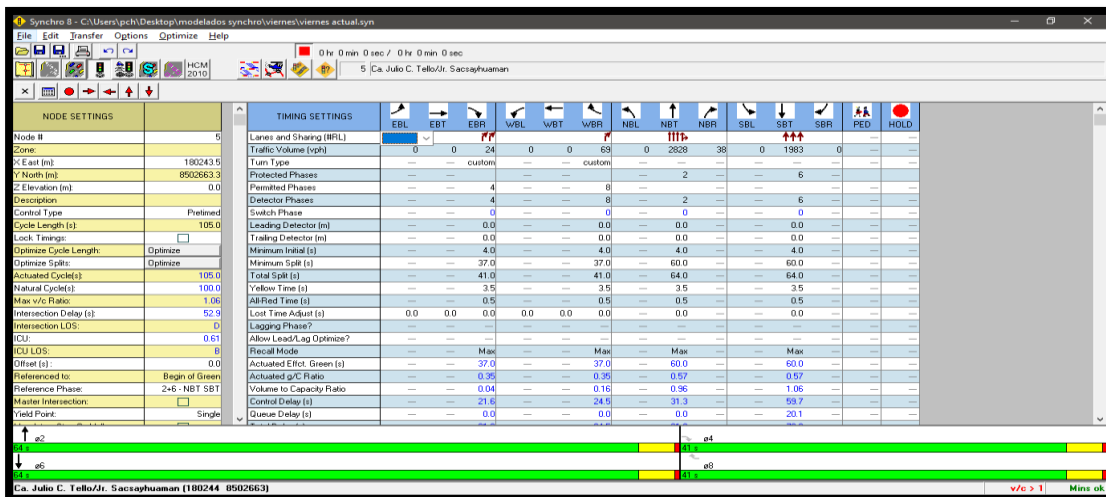 Synchro 8 - C:\Users\pch\Desktop\modelados synchro\viernes\viernes actual.syn
File Edit Transfer Options Optimize Help
0 hr 0 min 0 sec / 0 hr 0 min 0 sec
HCM 2010
5 Ca. Julio C. Tello/Jr. Sacsayhuaman
NODE SETTINGS
Node # 5
Zone:
X East (m): 180243.5
Y North (m): 8502663.3
Z Elevation (m): 0.0
Description
Control Type Pretimed
Cycle Length (s): 105.0
Lock Timings:
Optimize Cycle Length: Optimize
Optimize Splits: Optimize
Actuated Cycle(s): 105.0
Natural Cycle(s): 100.0
Max v/c Ratio: 1.06
Intersection Delay (s): 52.9
Intersection LOS: D
ICU: 0.61
ICU LOS: B
Offset (s) : 0.0
Referenced to: Begin of Green
Reference Phase: 2+6 - NBT SBT
Master Intersection:
Yield Point: Single
TIMING SETTINGS EBL EBT EBR WBL WBT WBR NBL NBT NBR SBL SBT SBR PED HOLD
Lanes and Sharing (#RL) — —
Traffic Volume (vph) 0 0 24 0 0 69 0 2828 38 0 1983 0 — —
Turn Type — — custom — — custom — — — — — — — —
Protected Phases — — — — — 2 — — 6 — — —
Permitted Phases — — 4 — — 8 — — — — — —
Detector Phases — — 4 — — 8 — 2 — — 6 — — —
Switch Phase — — 0 — — 0 — 0 — — 0 — — —
Leading Detector (m) — — 0.0 — — 0.0 — 0.0 — — 0.0 — — —
Trailing Detector (m) — — 0.0 — — 0.0 — 0.0 — — 0.0 — — —
Minimum Initial (s) — — 4.0 — — 4.0 — 4.0 — — 4.0 — — —
Minimum Split (s) — — 37.0 — — 37.0 — 60.0 — — 60.0 — — —
Total Split (s) — — 41.0 — — 41.0 — 64.0 — — 64.0 — — —
Yellow Time (s) — — 3.5 — — 3.5 — 3.5 — — 3.5 — — —
All-Red Time (s) — — 0.5 — — 0.5 — 0.5 — — 0.5 — — —
Lost Time Adjust (s) 0.0 0.0 0.0 0.0 0.0 0.0 — 0.0 — — 0.0 — — —
Lagging Phase? — — — — — — — — — — — — — —
Allow Lead/Lag Optimize? — — — — — — — — — — — — — —
Recall Mode — — Max — — Max — Max — — Max — — —
Actuated Effct. Green (s) — — 37.0 — — 37.0 — 60.0 — — 60.0 — — —
Actuated g/C Ratio — — 0.35 — — 0.35 — 0.57 — — 0.57 — — —
Volume to Capacity Ratio — — 0.04 — — 0.16 — 0.96 — — 1.06 — — —
Control Delay (s) — — 21.6 — — 24.5 — 31.3 — — 59.7 — — —
Queue Delay (s) — — 0.0 — — 0.0 — 0.0 — — 20.1 — — —
ø2 ø4
64 s 41 s
ø6 ø8
64 s 41 s
Ca. Julio C. Tello/Jr. Sacsayhuaman (180244 8502663) v/c > 1 Mins ok